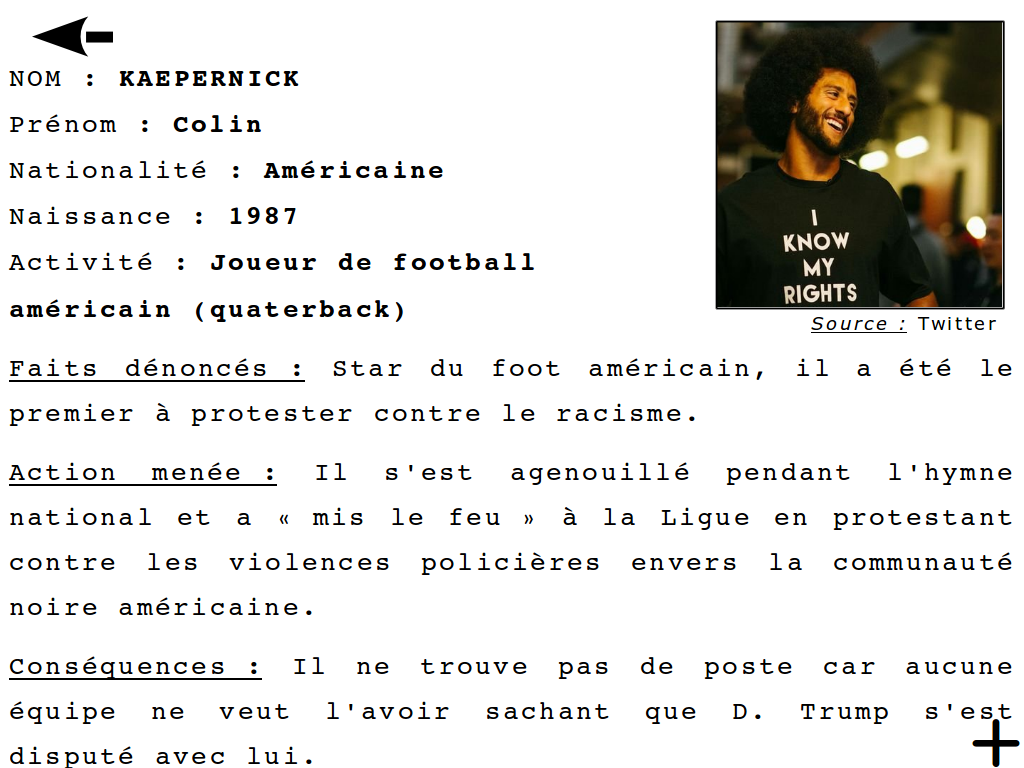 NOM : KAEPERNICK
Prénom : Colin
Nationalité : Américaine
Naissance : 1987
Activité : Joueur de football
américain (quaterback)
I
KNOW
MY
RIGHTS
Source : Twitter
Faits dénoncés : Star du foot américain, il a été le
premier à protester contre le racisme.
Action menée : Il s'est agenouillé pendant l'hymne
national et a « mis le feu » à la Ligue en protestant
contre les violences policières envers la communauté
noire américaine.
Conséquences : Il ne trouve pas de poste car aucune
équipe ne veut l'avoir sachant que D. Trump s'est
disputé avec lui.